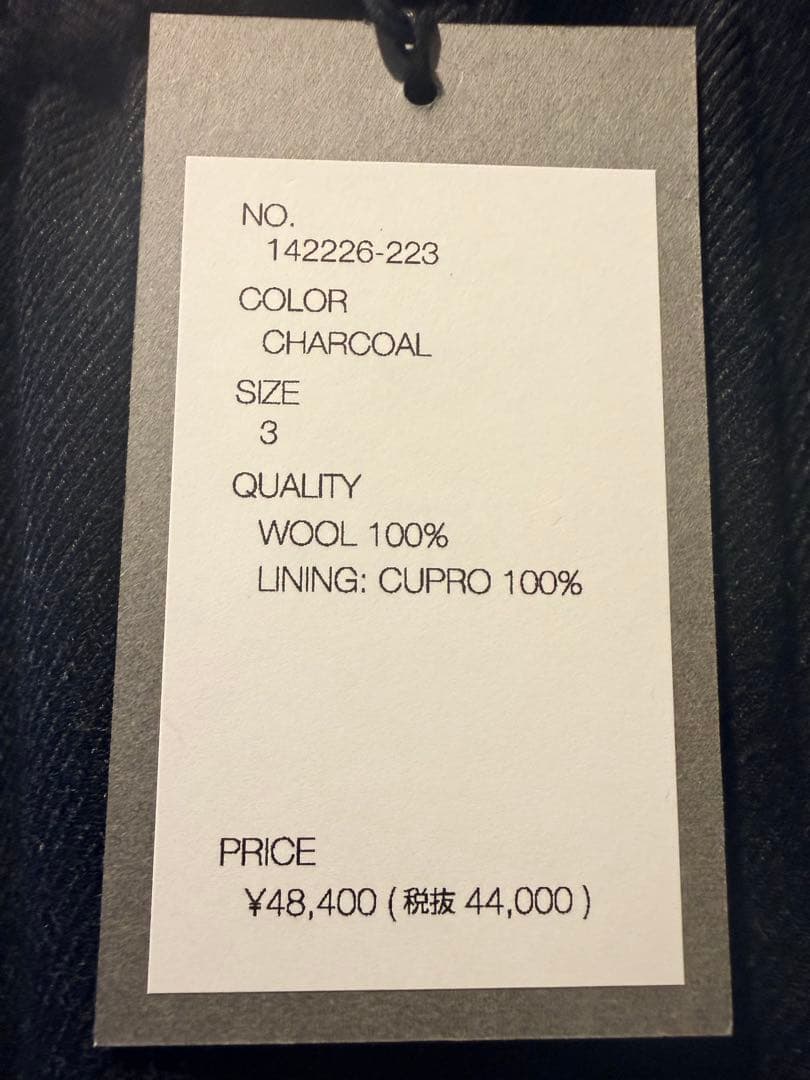 NO.
142226-223
COLOR
CHARCOAL
SIZE
3
QUALITY
WOOL 100%
LINING: CUPRO 100%
PRICE
¥48,400 (税抜 44,000)